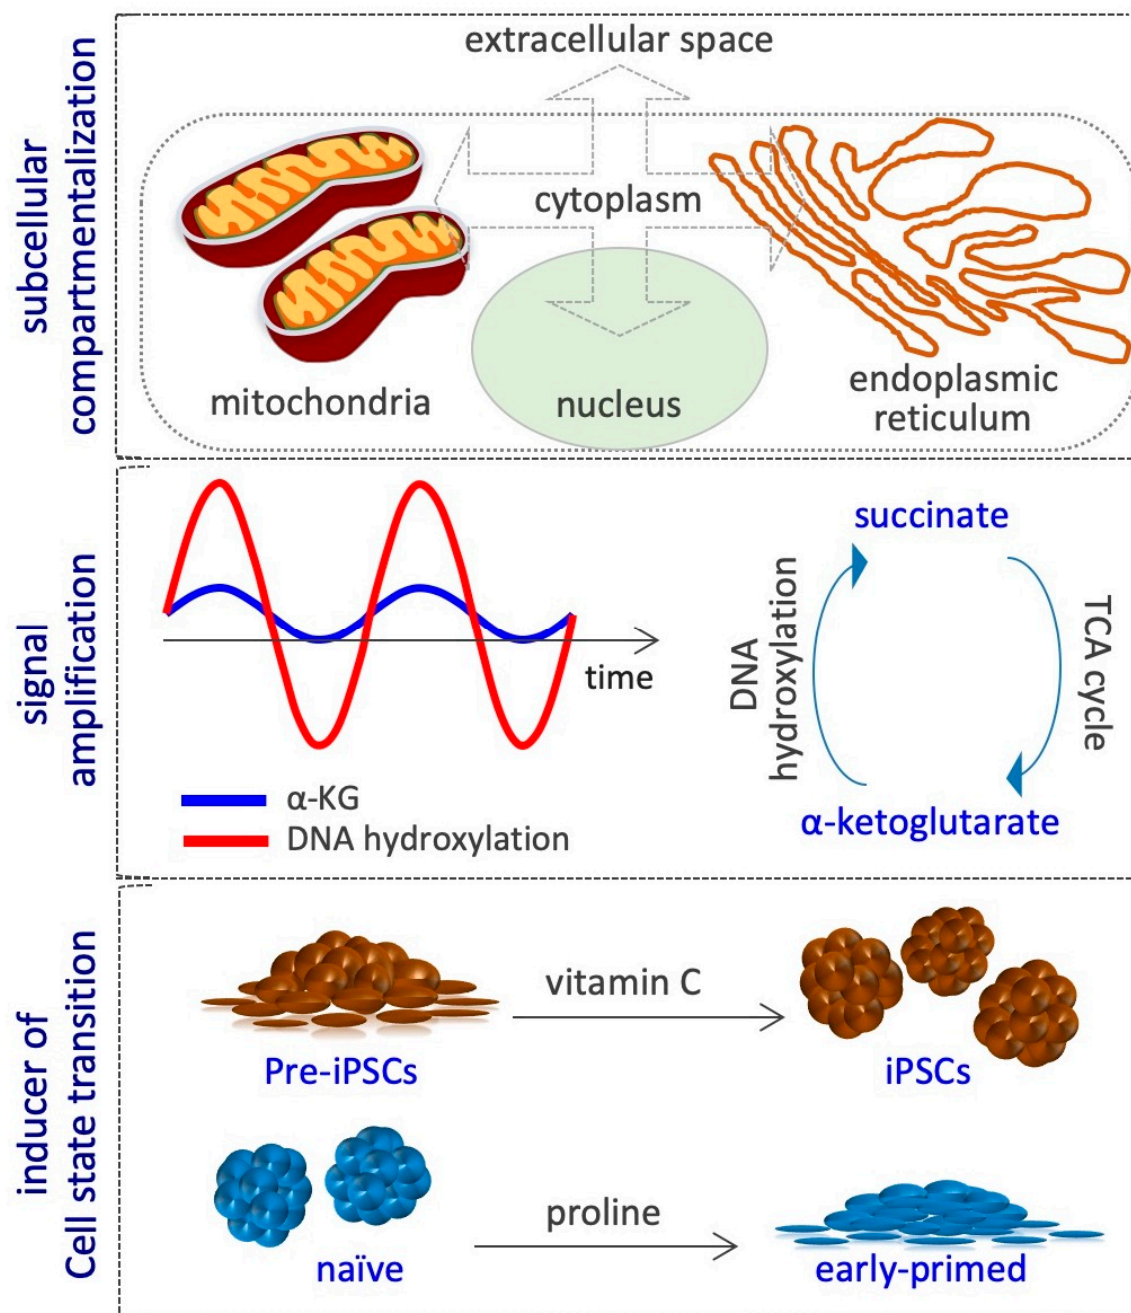 subcellular
compartmentalization
extracellular space
cytoplasm
mitochondria
nucleus
endoplasmic
reticulum
signal
amplification
time
α-KG
DNA hydroxylation
succinate
DNA
hydroxylation
TCA cycle
α-ketoglutarate
inducer of
Cell state transition
vitamin C
Pre-iPSCs
iPSCs
proline
naïve
early-primed